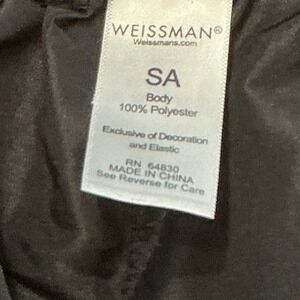 WEISSMAN®
Weissmans.com
SA
Body
100% Polyester
Exclusive of Decoration
and Elastic
RN 64830
MADE IN CHINA
See Reverse for Care